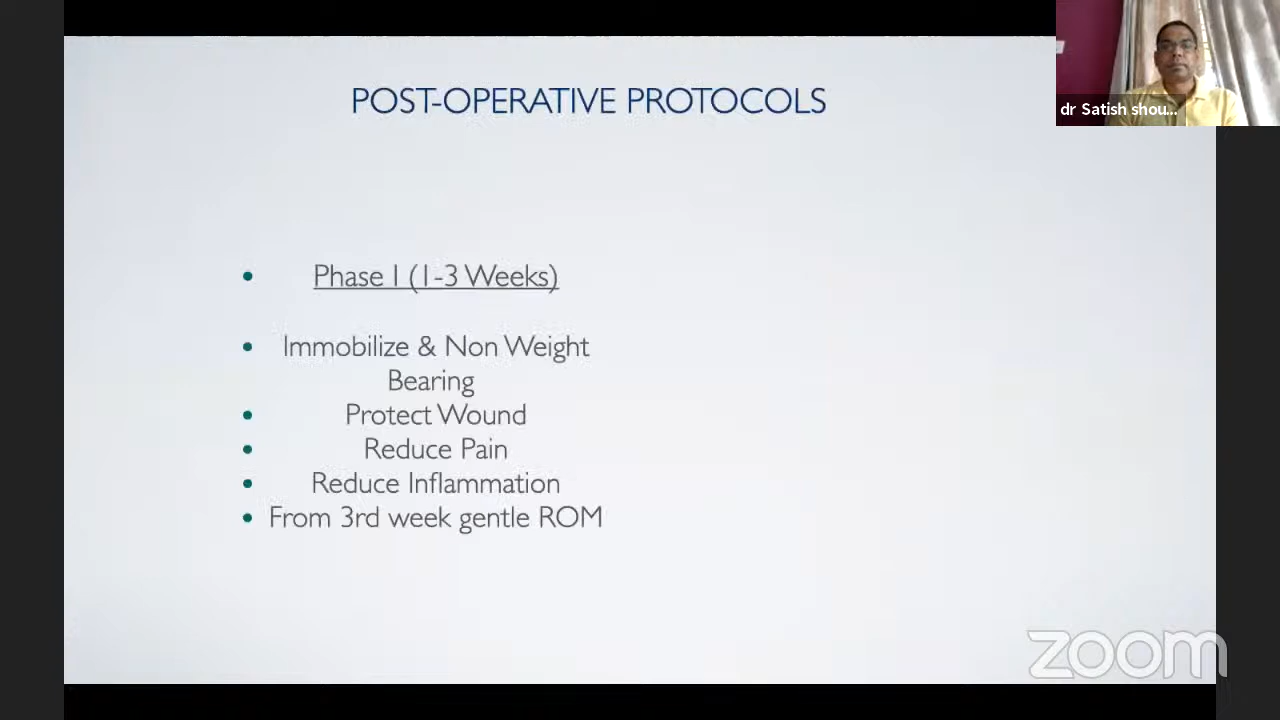 POST-OPERATIVE PROTOCOLS
dr Satish shou...
• Phase I (1-3 Weeks)
• Immobilize & Non Weight
Bearing
• Protect Wound
• Reduce Pain
• Reduce Inflammation
• From 3rd week gentle ROM
zoom